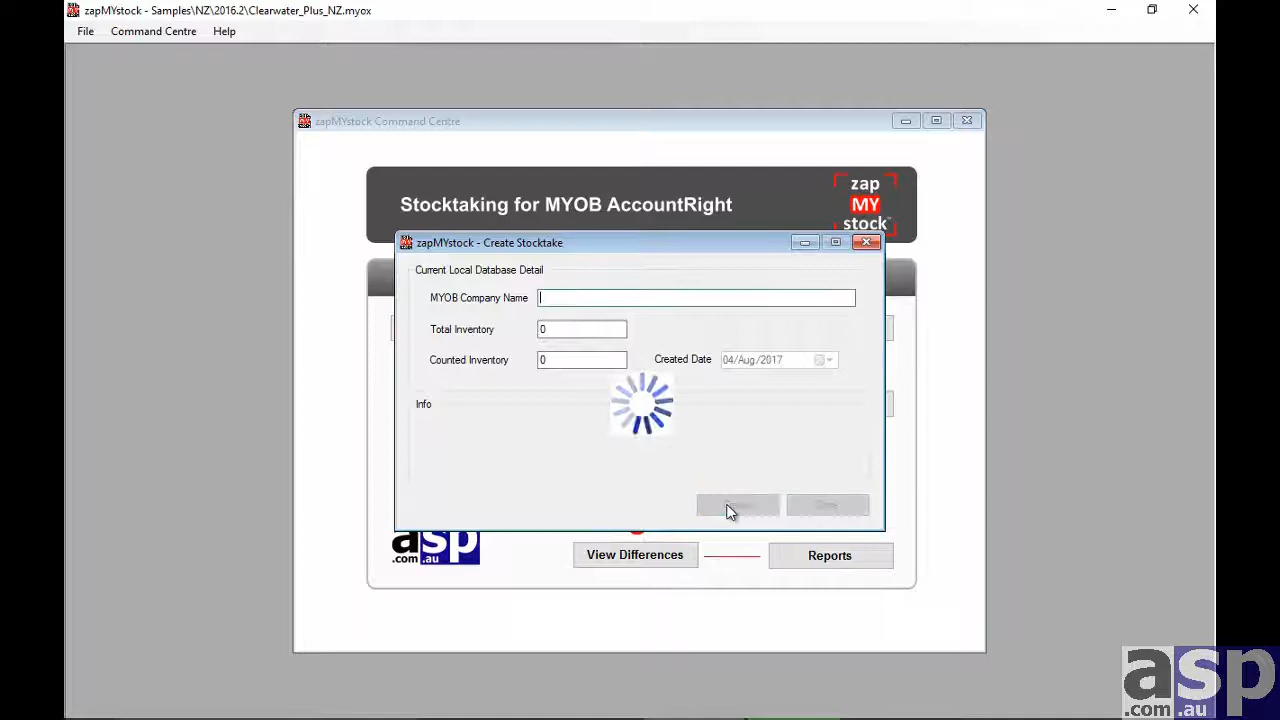 zapMYstock - Samples\NZ\2016.2\Clearwater_Plus_NZ.myox
File Command Centre Help
zapMYstock Command Centre
Stocktaking for MYOB AccountRight
zap
MY
stock
zapMYstock - Create Stocktake
Current Local Database Detail
MYOB Company Name
Total Inventory 0
Counted Inventory 0 Created Date 04/Aug/2017
Info
asp
.com .au
View Differences Reports
asp
.com .au